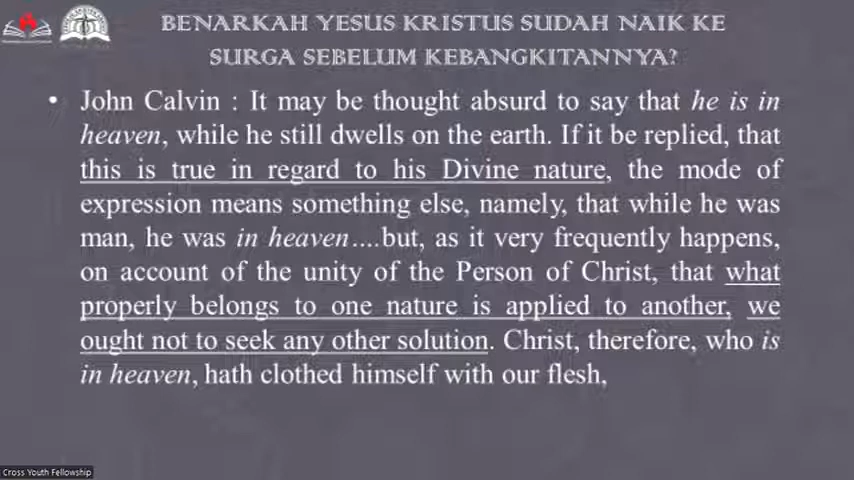 BENARKAH YESUS KRISTUS SUDAH NAIK KE
SURGA SEBELUM KEBANGKITANNYA?
• John Calvin : It may be thought absurd to say that he is in
heaven, while he still dwells on the earth. If it be replied, that
this is true in regard to his Divine nature, the mode of
expression means something else, namely, that while he was
man, he was in heaven....but, as it very frequently happens,
on account of the unity of the Person of Christ, that what
properly belongs to one nature is applied to another, we
ought not to seek any other solution. Christ, therefore, who is
in heaven, hath clothed himself with our flesh,
Cross Youth Fellowship